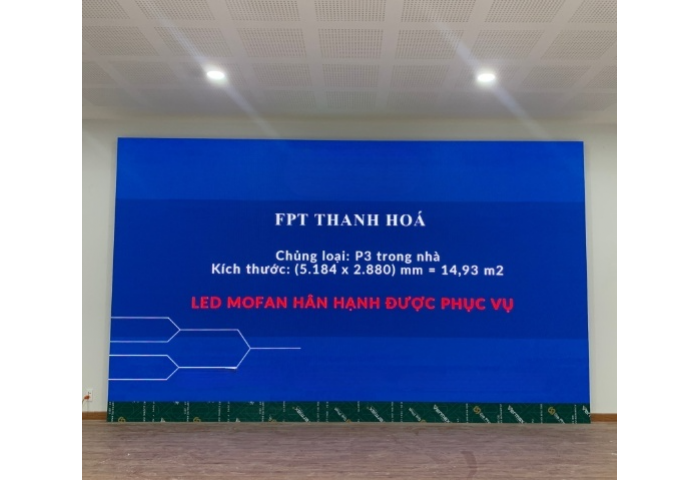 FPT THANH HOÁ
Chủng loại: P3 trong nhà
Kích thước: (5.184 x 2.880) mm = 14,93 m2
LED MOFAN HÂN HẠNH ĐƯỢC PHỤC VỤ